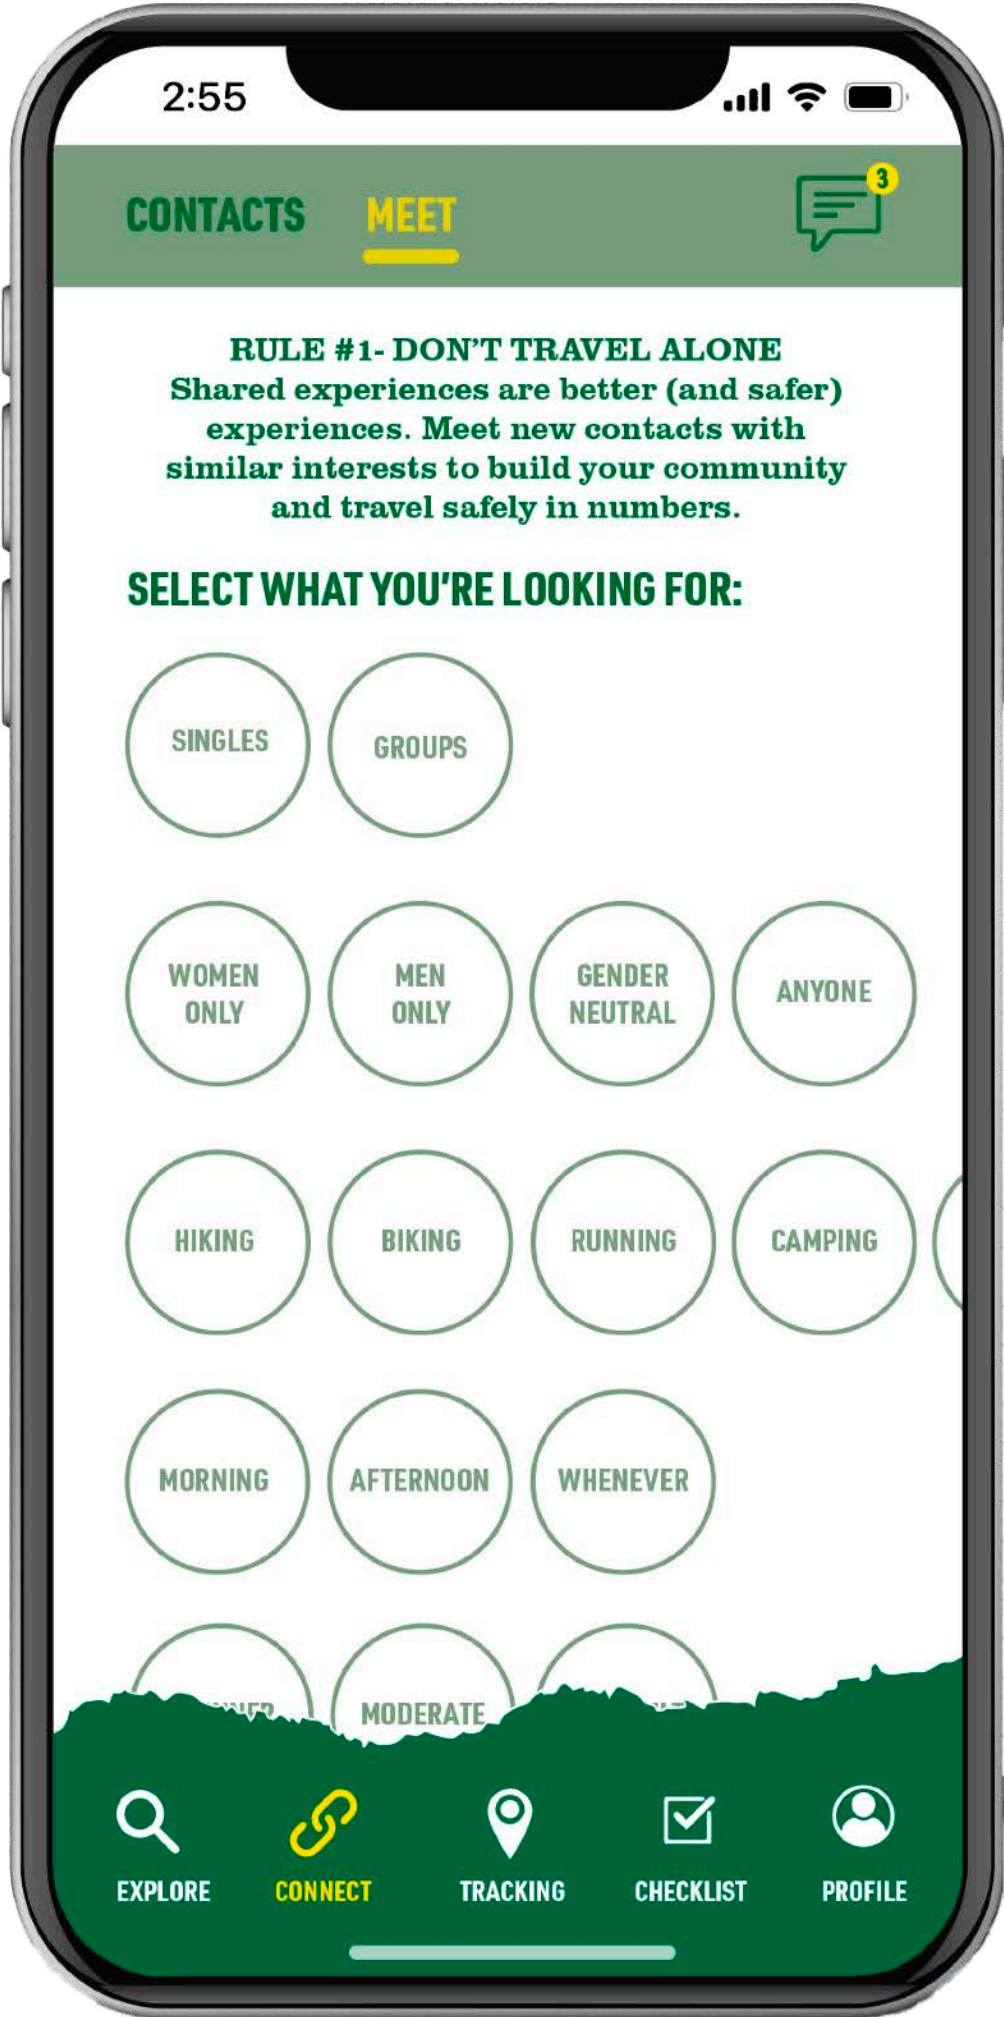 2:55
CONTACTS MEET 3
RULE #1- DON'T TRAVEL ALONE
Shared experiences are better (and safer)
experiences. Meet new contacts with
similar interests to build your community
and travel safely in numbers.
SELECT WHAT YOU'RE LOOKING FOR:
SINGLES GROUPS
WOMEN ONLY MEN ONLY GENDER NEUTRAL ANYONE
HIKING BIKING RUNNING CAMPING
MORNING AFTERNOON WHENEVER
MODERATE
EXPLORE CONNECT TRACKING CHECKLIST PROFILE